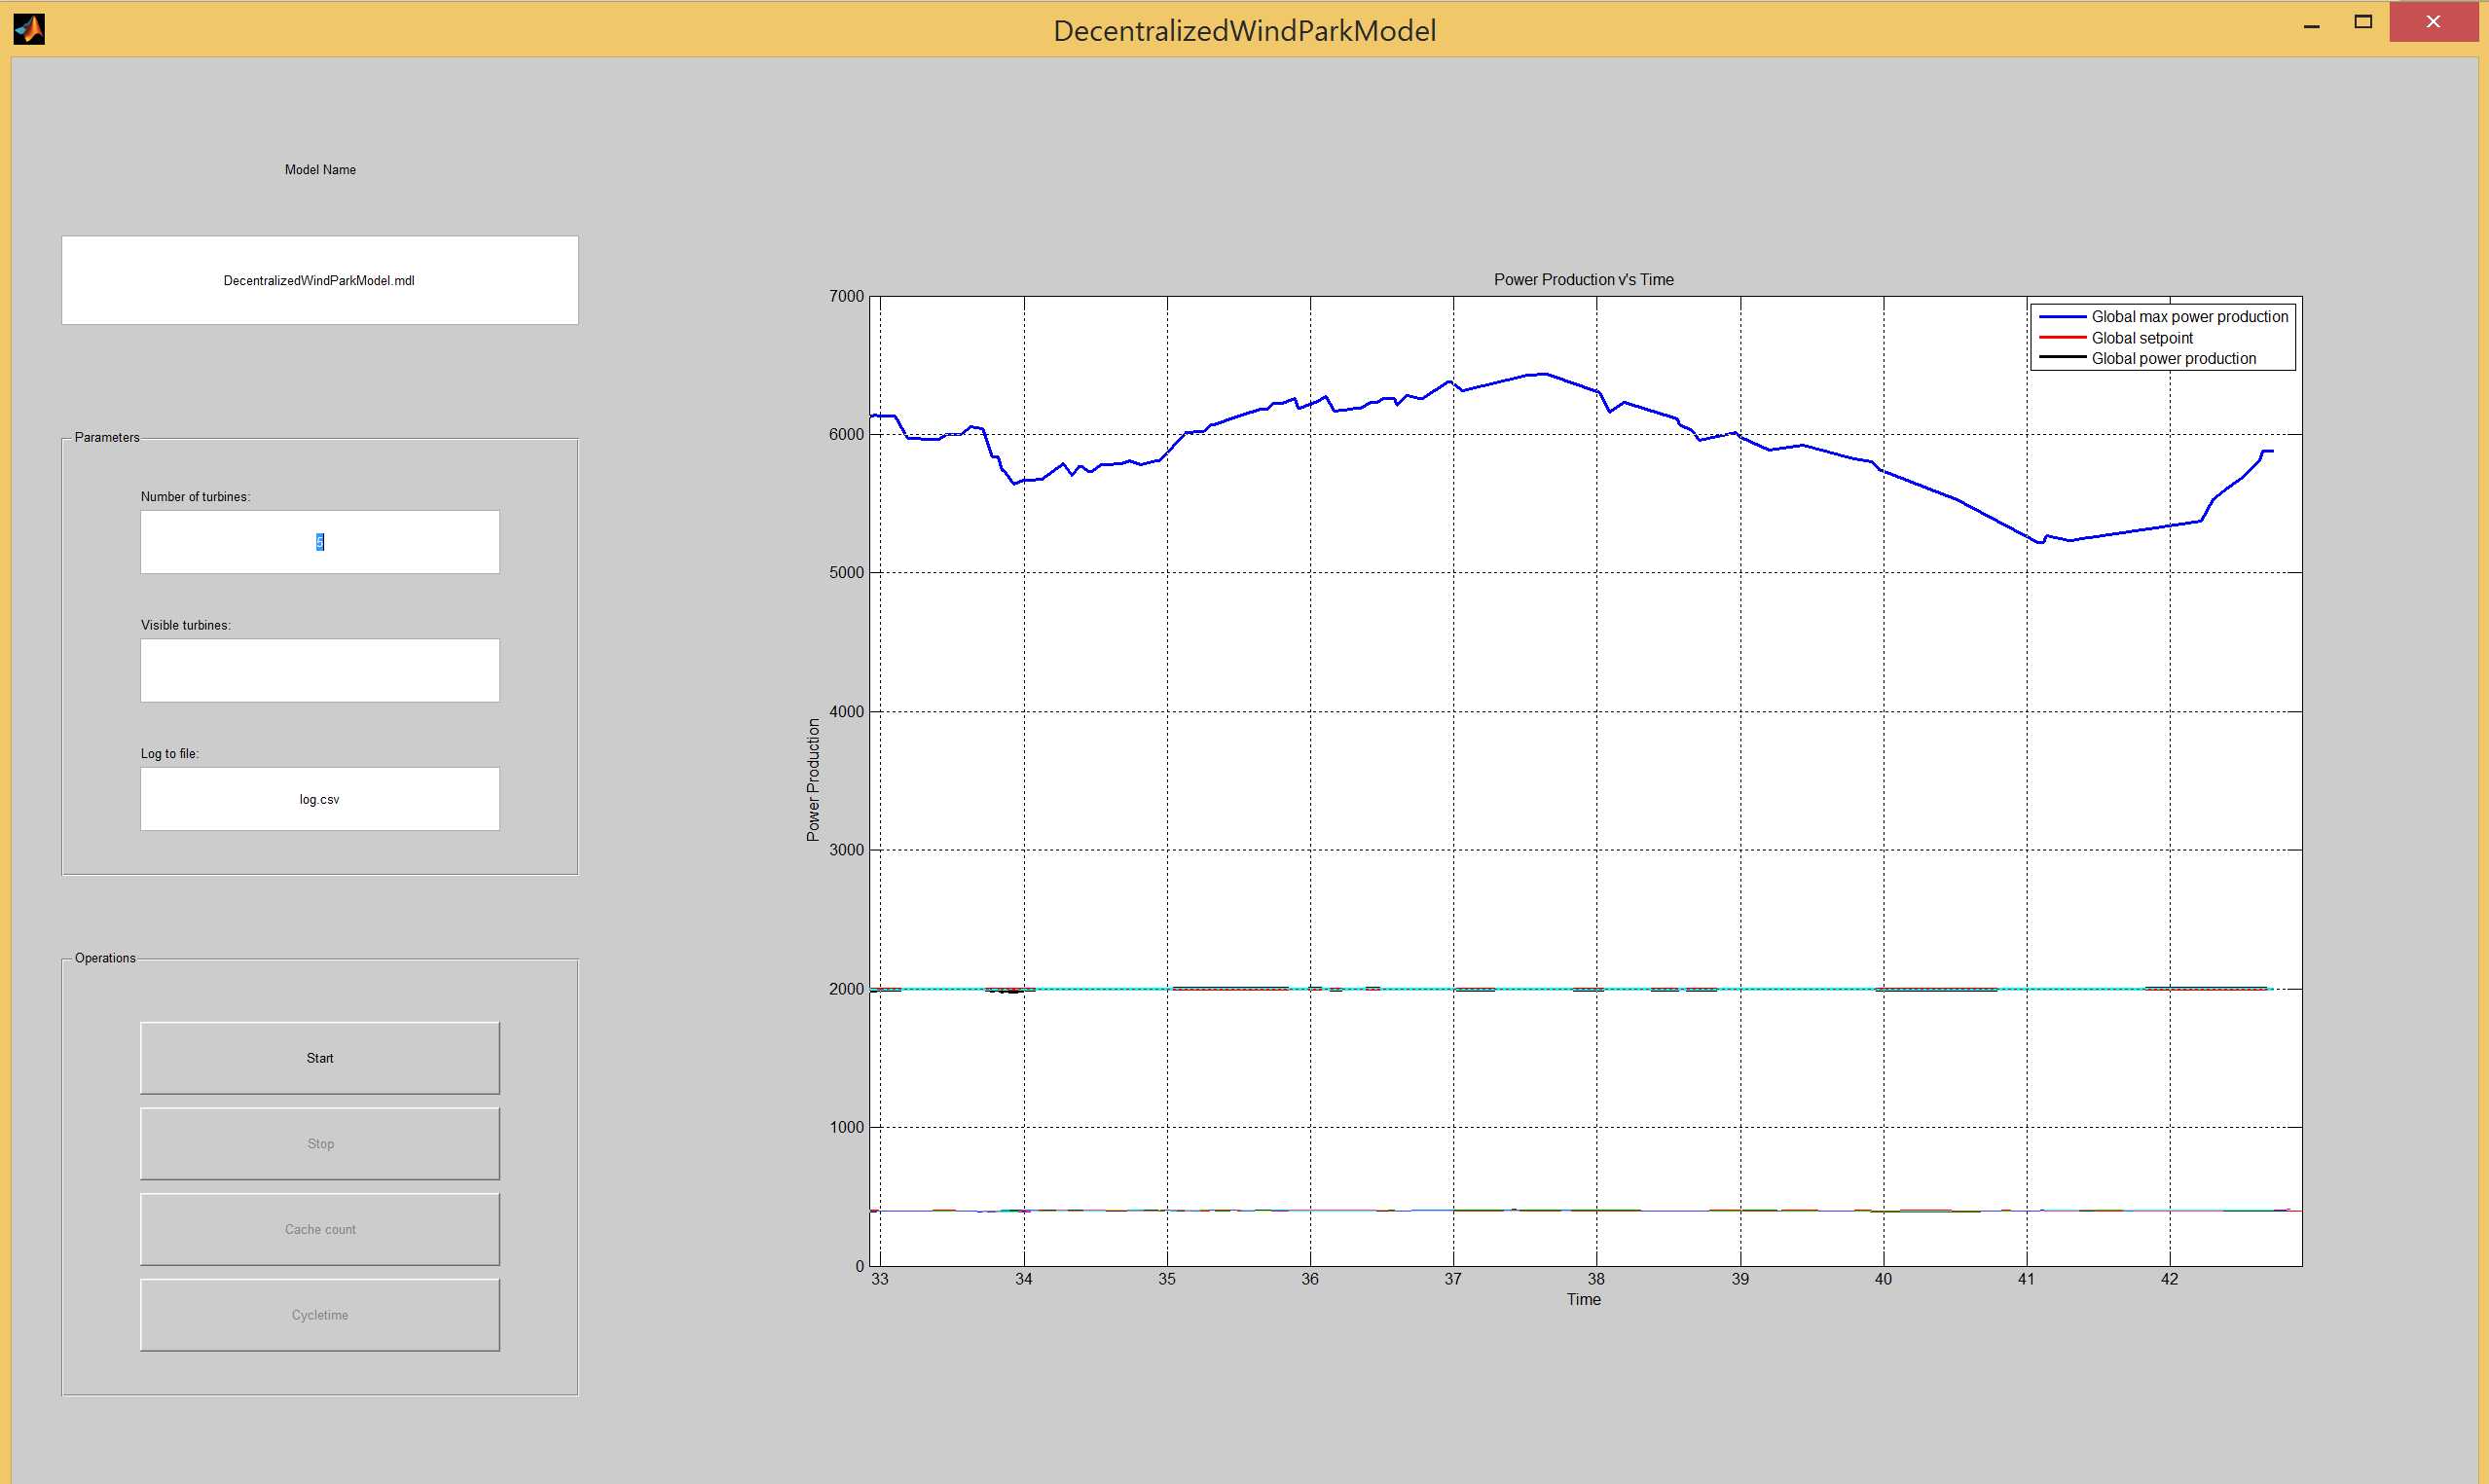 DecentralizedWindParkModel
Model Name
DecentralizedWindParkModel.mdl
Parameters
Number of turbines:
5
Visible turbines:
Log to file:
log.csv
Operations
Start
Stop
Cache count
Cycletime
Power Production v's Time
Global max power production
Global setpoint
Global power production
Power Production
7000
6000
5000
4000
3000
2000
1000
0
33 34 35 36 37 38 39 40 41 42
Time